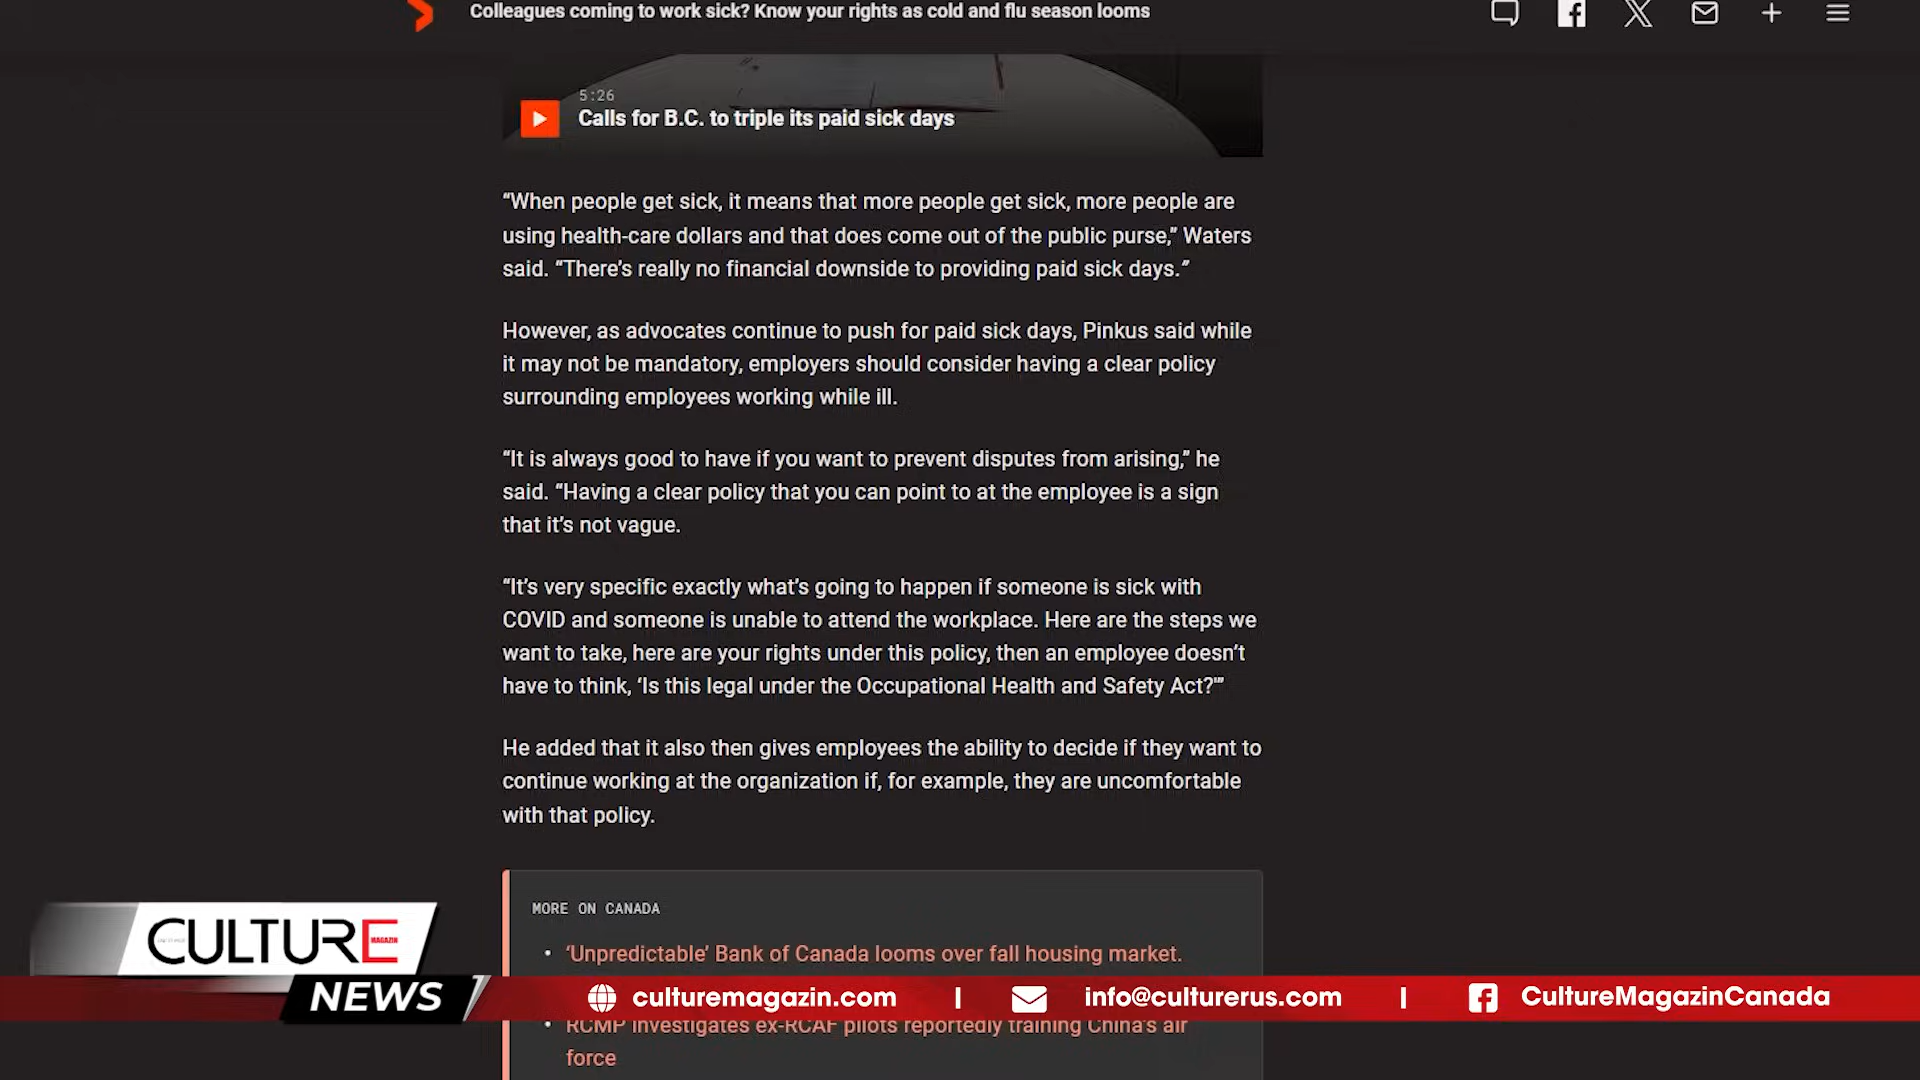 Colleagues coming to work sick? Know your rights as cold and flu season looms
5:26
Calls for B.C. to triple its paid sick days
“When people get sick, it means that more people get sick, more people are
using health-care dollars and that does come out of the public purse,” Waters
said. “There’s really no financial downside to providing paid sick days.”
However, as advocates continue to push for paid sick days, Pinkus said while
it may not be mandatory, employers should consider having a clear policy
surrounding employees working while ill.
“It is always good to have if you want to prevent disputes from arising,” he
said. “Having a clear policy that you can point to at the employee is a sign
that it’s not vague.
“It’s very specific exactly what’s going to happen if someone is sick with
COVID and someone is unable to attend the workplace. Here are the steps we
want to take, here are your rights under this policy, then an employee doesn’t
have to think, ‘Is this legal under the Occupational Health and Safety Act?’”
He added that it also then gives employees the ability to decide if they want to
continue working at the organization if, for example, they are uncomfortable
with that policy.
MORE ON CANADA
• ‘Unpredictable’ Bank of Canada looms over fall housing market.
• RCMP investigates ex-RCAF pilots reportedly training China’s air
force
CULTURE
MAGAZIN
NEWS
culturemagazin.com | info@culturerus.com | CultureMagazinCanada